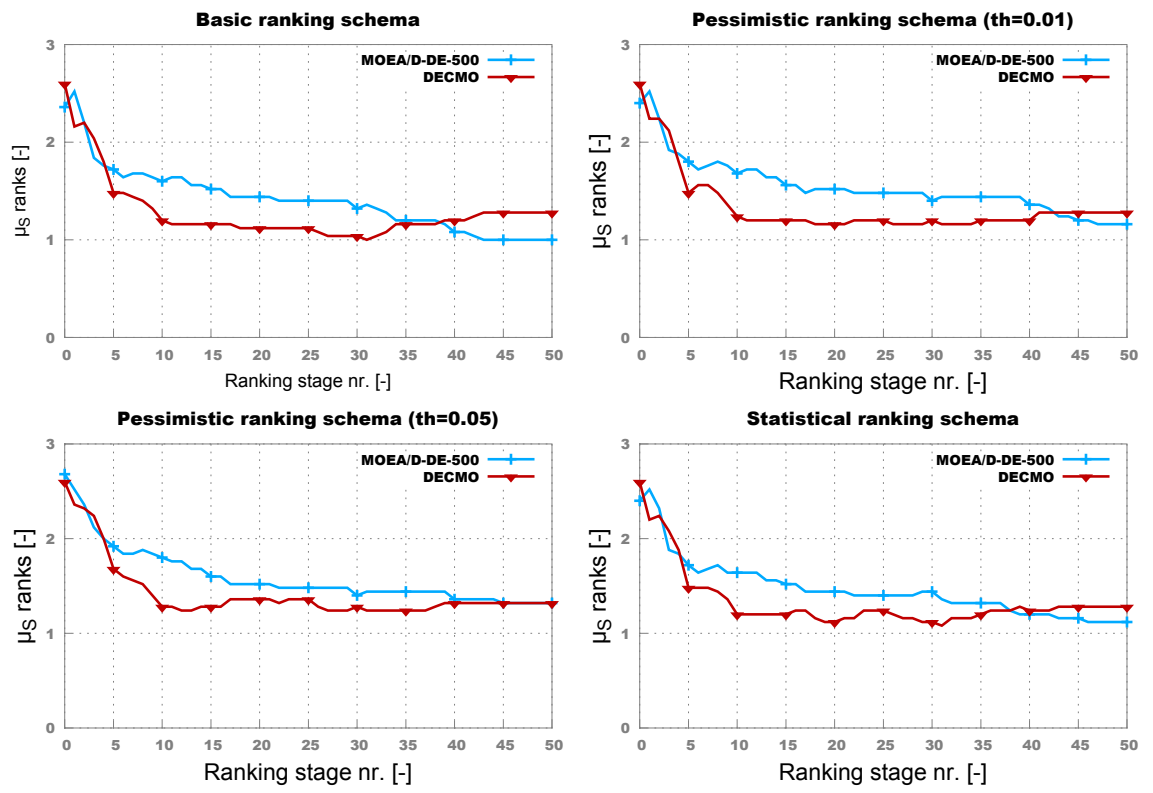 Basic ranking schema
3
2
1
0
μS ranks [-]
MOEA/D-DE-500
DECMO
0 5 10 15 20 25 30 35 40 45 50
Ranking stage nr. [-]
Pessimistic ranking schema (th=0.01)
3
2
1
0
μS ranks [-]
MOEA/D-DE-500
DECMO
0 5 10 15 20 25 30 35 40 45 50
Ranking stage nr. [-]
Pessimistic ranking schema (th=0.05)
3
2
1
0
μS ranks [-]
MOEA/D-DE-500
DECMO
0 5 10 15 20 25 30 35 40 45 50
Ranking stage nr. [-]
Statistical ranking schema
3
2
1
0
μS ranks [-]
MOEA/D-DE-500
DECMO
0 5 10 15 20 25 30 35 40 45 50
Ranking stage nr. [-]